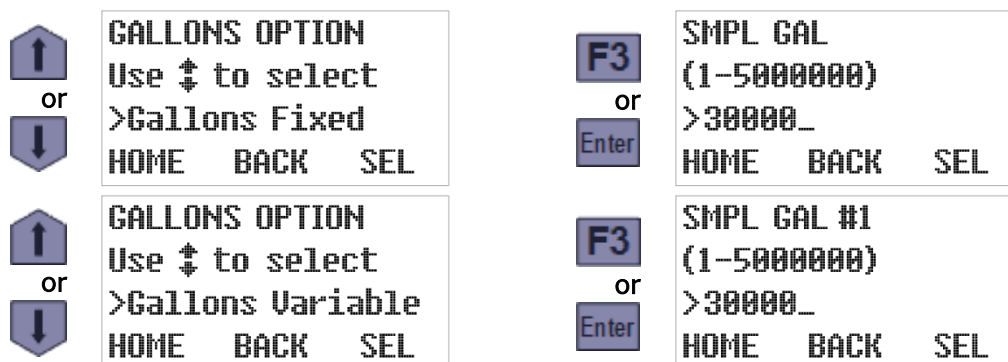 or
GALLONS OPTION
Use ↕ to select
>Gallons Fixed
HOME BACK SEL
F3
or
Enter
SMPL GAL
(1-5000000)
>30000_
HOME BACK SEL
or
GALLONS OPTION
Use ↕ to select
>Gallons Variable
HOME BACK SEL
F3
or
Enter
SMPL GAL #1
(1-5000000)
>30000_
HOME BACK SEL